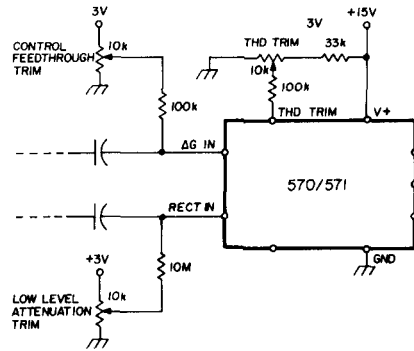 3V
CONTROL
FEEDTHROUGH
TRIM
10k
100k
THD TRIM
3V
33k
+15V
10k
100k
THD TRIM
V+
ΔG IN
570/571
RECT IN
+3V
10k
10M
LOW LEVEL
ATTENUATION
TRIM
GND